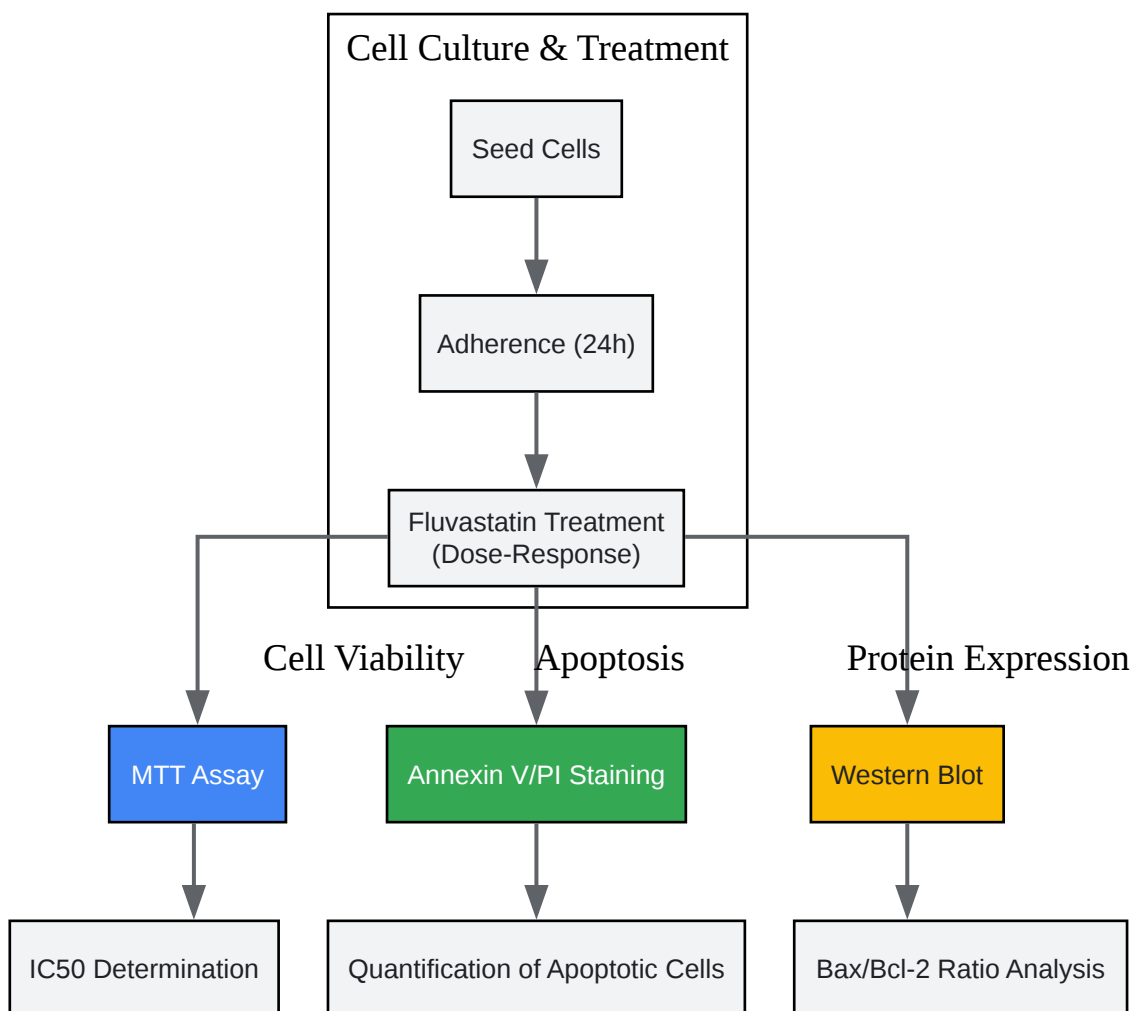 Cell Culture & Treatment
Seed Cells
Adherence (24h)
Fluvastatin Treatment
(Dose-Response)
Cell Viability
Apoptosis
Protein Expression
MTT Assay
Annexin V/PI Staining
Western Blot
IC50 Determination
Quantification of Apoptotic Cells
Bax/Bcl-2 Ratio Analysis